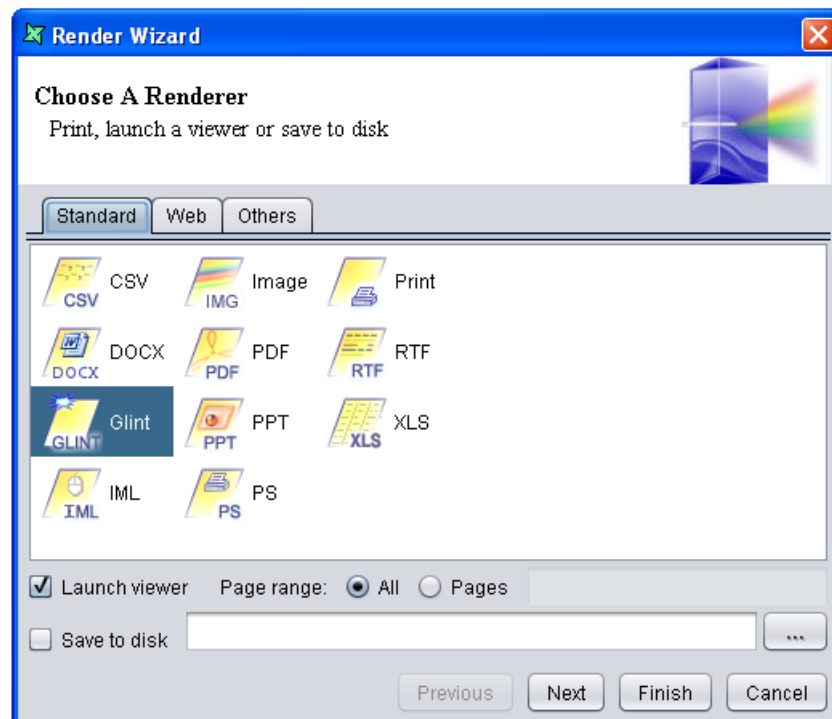 Render Wizard
Choose A Renderer
Print, launch a viewer or save to disk
Standard Web Others
CSV CSV IMG Image Print
DOCX DOCX PDF PDF RTF RTF
GLINT Glint PPT PPT XLS XLS
IML IML PS PS
Launch viewer Page range: All Pages
Save to disk ...
Previous Next Finish Cancel